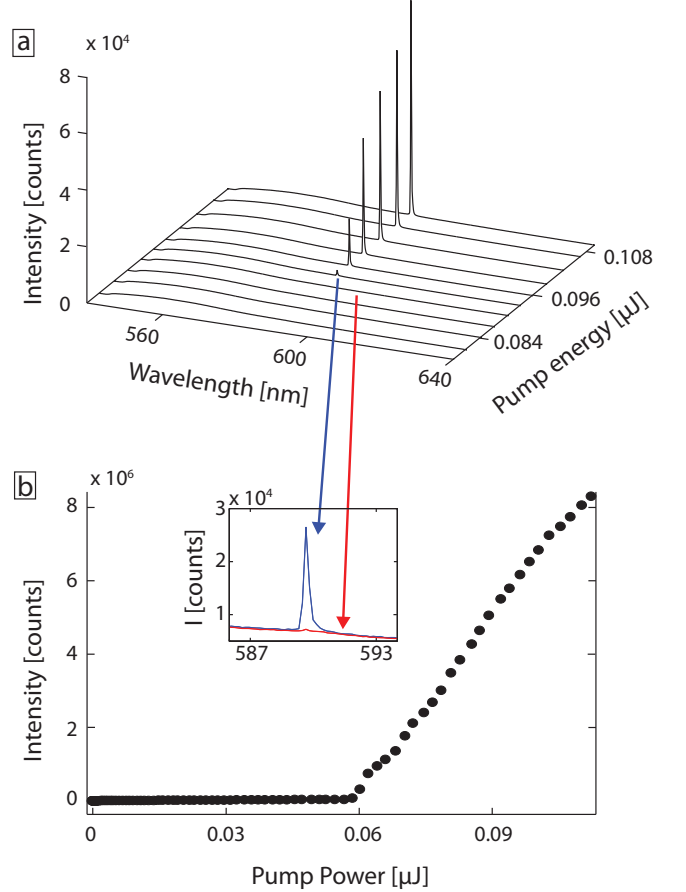 a
x 10⁴
8
6
4
2
0
Intensity [counts]
560
600
640
Wavelength [nm]
0.108
0.096
0.084
Pump energy [μJ]
b
x 10⁶
8
6
4
2
0
Intensity [counts]
3 x 10⁴
2
1
I [counts]
587
593
0
0.03
0.06
0.09
Pump Power [μJ]